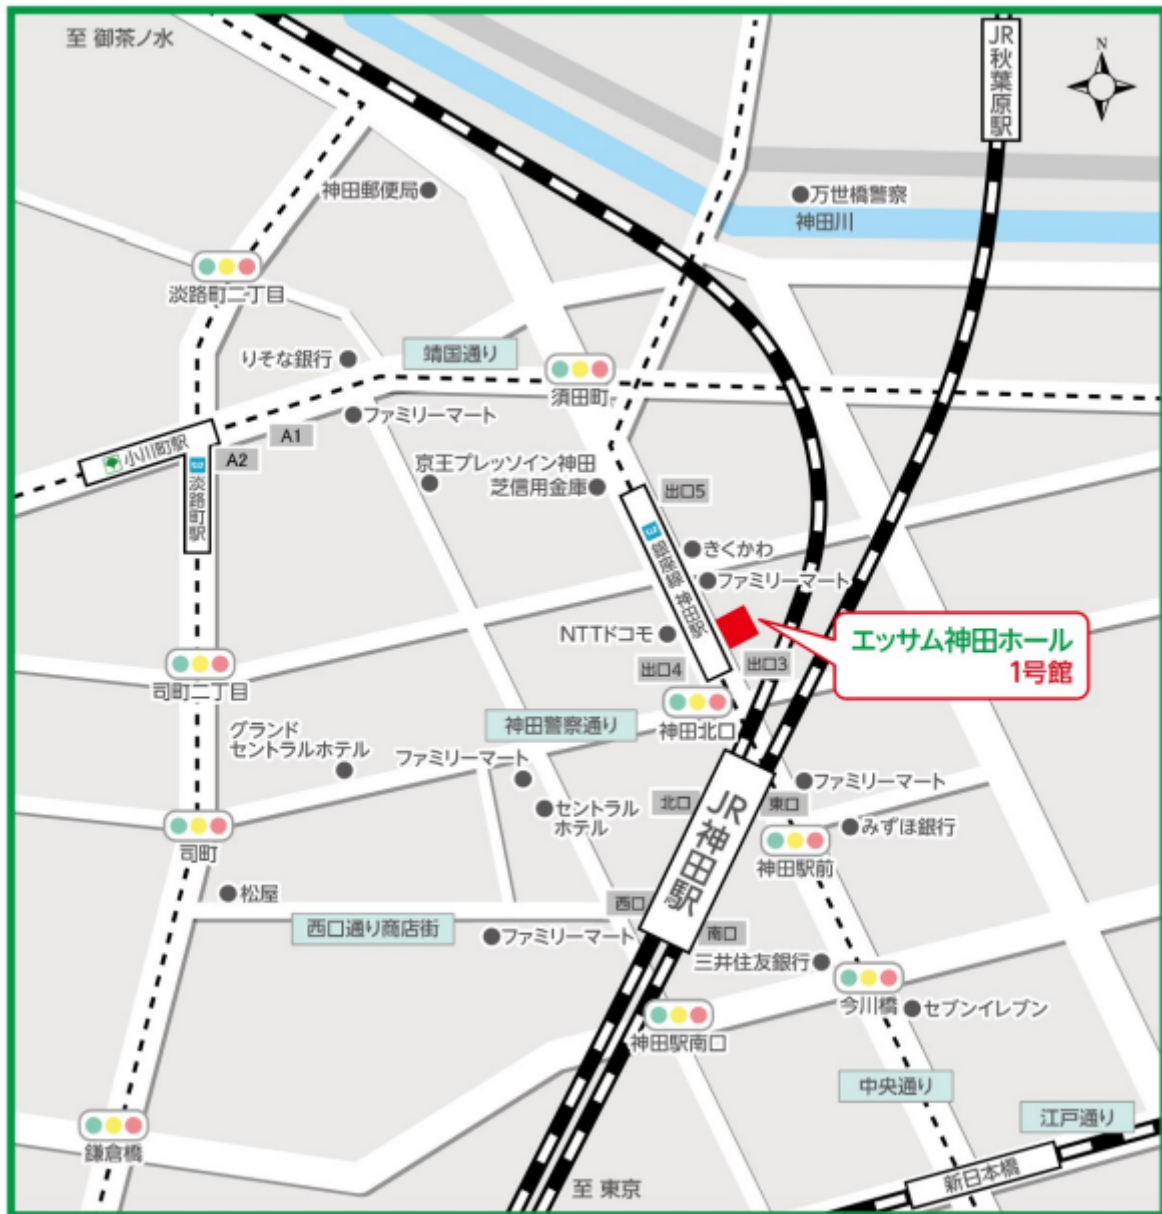 至 御茶ノ水
JR秋葉原駅
N
神田郵便局
万世橋警察
神田川
淡路町二丁目
りそな銀行
靖国通り
須田町
ファミリーマート
小川町駅
A1
A2
淡路町駅
京王プレッソイン神田
芝信用金庫
出口5
銀座線 神田駅
きくかわ
ファミリーマート
NTTドコモ
エッサム神田ホール
1号館
出口4
出口3
司町二丁目
神田警察通り
神田北口
グランド
セントラルホテル
ファミリーマート
セントラル
ホテル
北口
JR神田駅
東口
ファミリーマート
みずほ銀行
司町
神田駅前
松屋
西口
西口通り商店街
ファミリーマート
南口
三井住友銀行
今川橋
セブンイレブン
神田駅南口
中央通り
江戸通り
鎌倉橋
至 東京
新日本橋